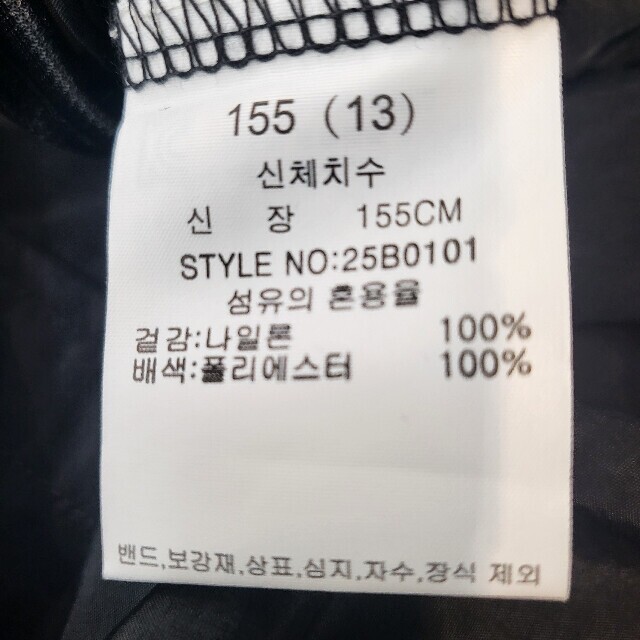 155 (13)
신체치수
신 장 155CM
STYLE NO:25B0101
섬유의 혼용율
겉감:나일론 100%
배색:폴리에스터 100%
밴드,보강재,상표,심지,자수,장식 제외